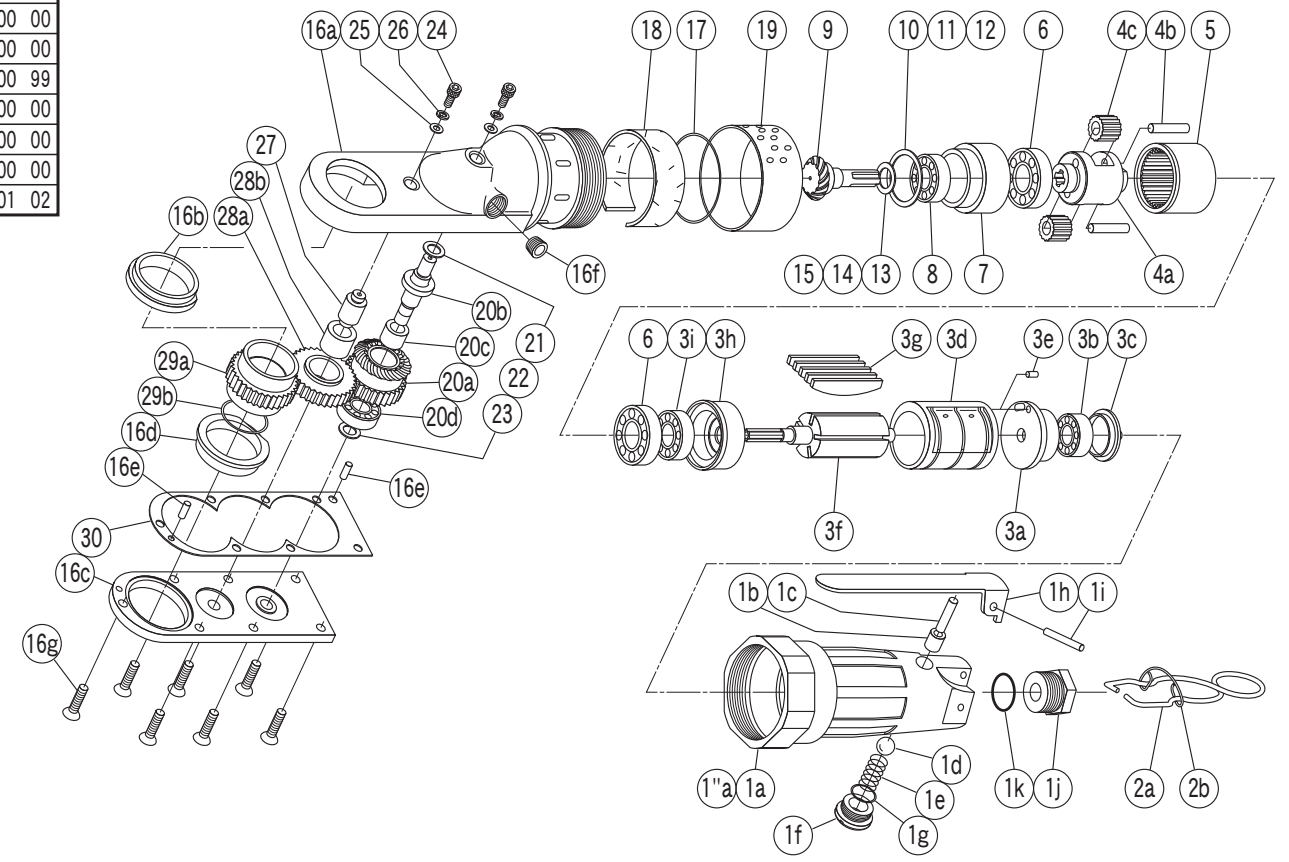 00 00
00 00
00 99
00 00
00 00
00 00
01 02
16a 25 26 24 18 17 19 9 10 11 12 6 4c 4b 5
27
28b
28a
16b
16f
15 14 13 8 7 4a
20b
21
20c
22
20a
23
20d
29a
29b
16d
16e
16e
30
16c
16g
6 3i 3h 3g 3d 3e 3b 3c
3f 3a
1b 1c 1h 1i
1"a 1a 1d 1k 1j 2a 2b
1e
1f 1g